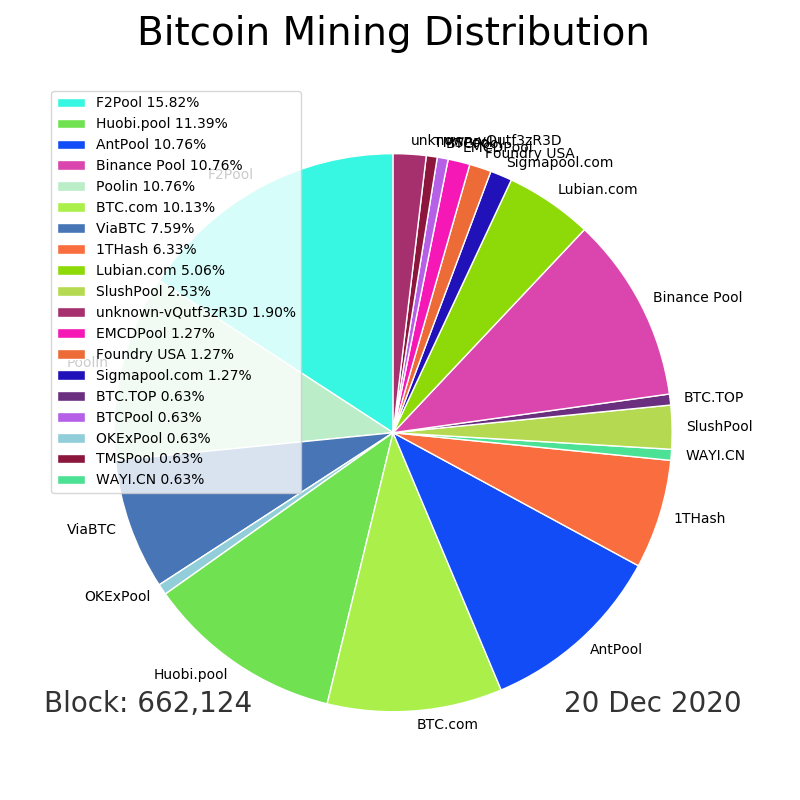 Bitcoin Mining Distribution
F2Pool 15.82%
Huobi.pool 11.39%
AntPool 10.76%
Binance Pool 10.76%
Poolin 10.76%
BTC.com 10.13%
ViaBTC 7.59%
1THash 6.33%
Lubian.com 5.06%
SlushPool 2.53%
unknown-vQutf3zR3D 1.90%
EMCDPool 1.27%
Foundry USA 1.27%
Sigmapool.com 1.27%
BTC.TOP 0.63%
BTCPool 0.63%
OKExPool 0.63%
TMSPool 0.63%
WAYI.CN 0.63%
unknown-vQutf3zR3D
TMSPool
BTCPool
EMCDPool
Foundry USA
Sigmapool.com
Lubian.com
F2Pool
Binance Pool
Poolin
BTC.TOP
SlushPool
WAYI.CN
1THash
ViaBTC
OKExPool
AntPool
Huobi.pool
BTC.com
Block: 662,124
20 Dec 2020